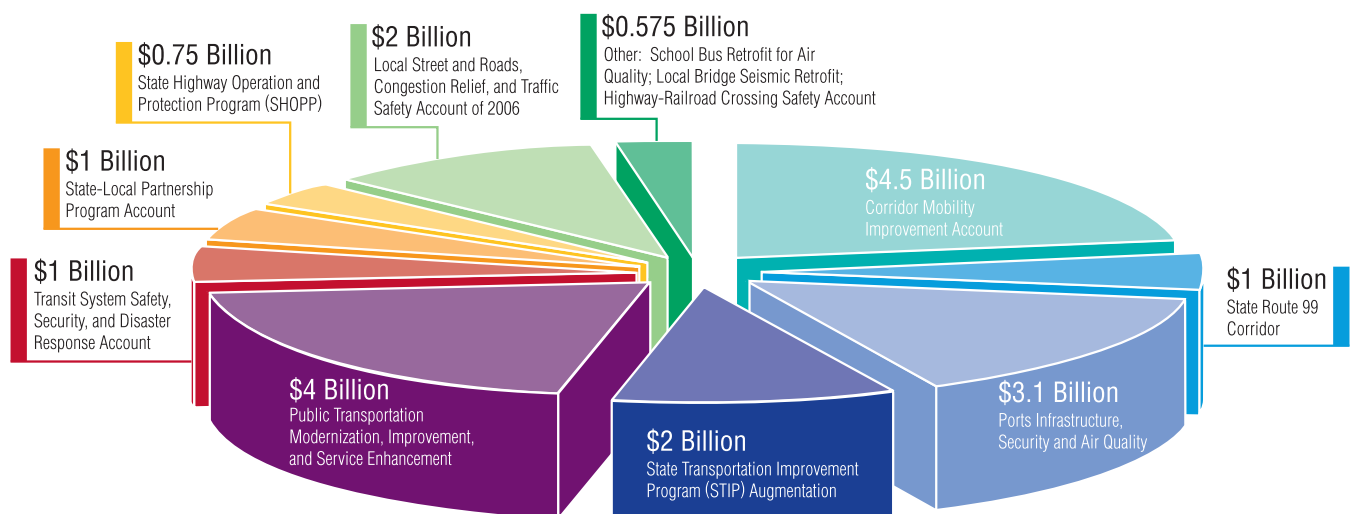 $0.75 Billion
State Highway Operation and
Protection Program (SHOPP)
$2 Billion
Local Street and Roads,
Congestion Relief, and Traffic
Safety Account of 2006
$0.575 Billion
Other:  School Bus Retrofit for Air
Quality; Local Bridge Seismic Retrofit;
Highway-Railroad Crossing Safety Account
$1 Billion
State-Local Partnership
Program Account
$4.5 Billion
Corridor Mobility
Improvement Account
$1 Billion
Transit System Safety,
Security, and Disaster
Response Account
$1 Billion
State Route 99
Corridor
$4 Billion
Public Transportation
Modernization, Improvement,
and Service Enhancement
$2 Billion
State Transportation Improvement
Program (STIP) Augmentation
$3.1 Billion
Ports Infrastructure,
Security and Air Quality